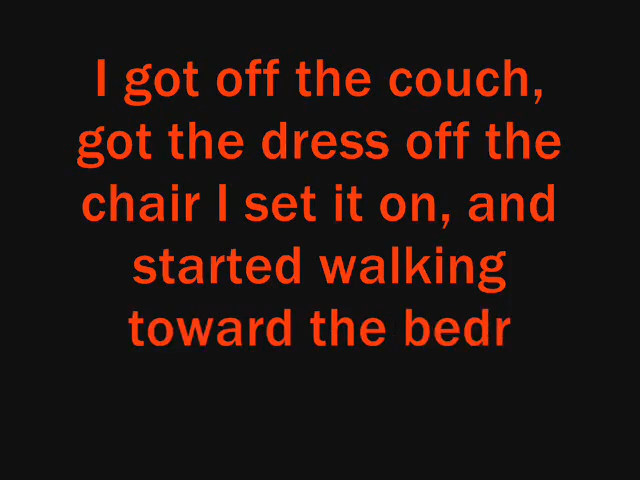 I got off the couch,
got the dress off the
chair I set it on, and
started walking
toward the bedr